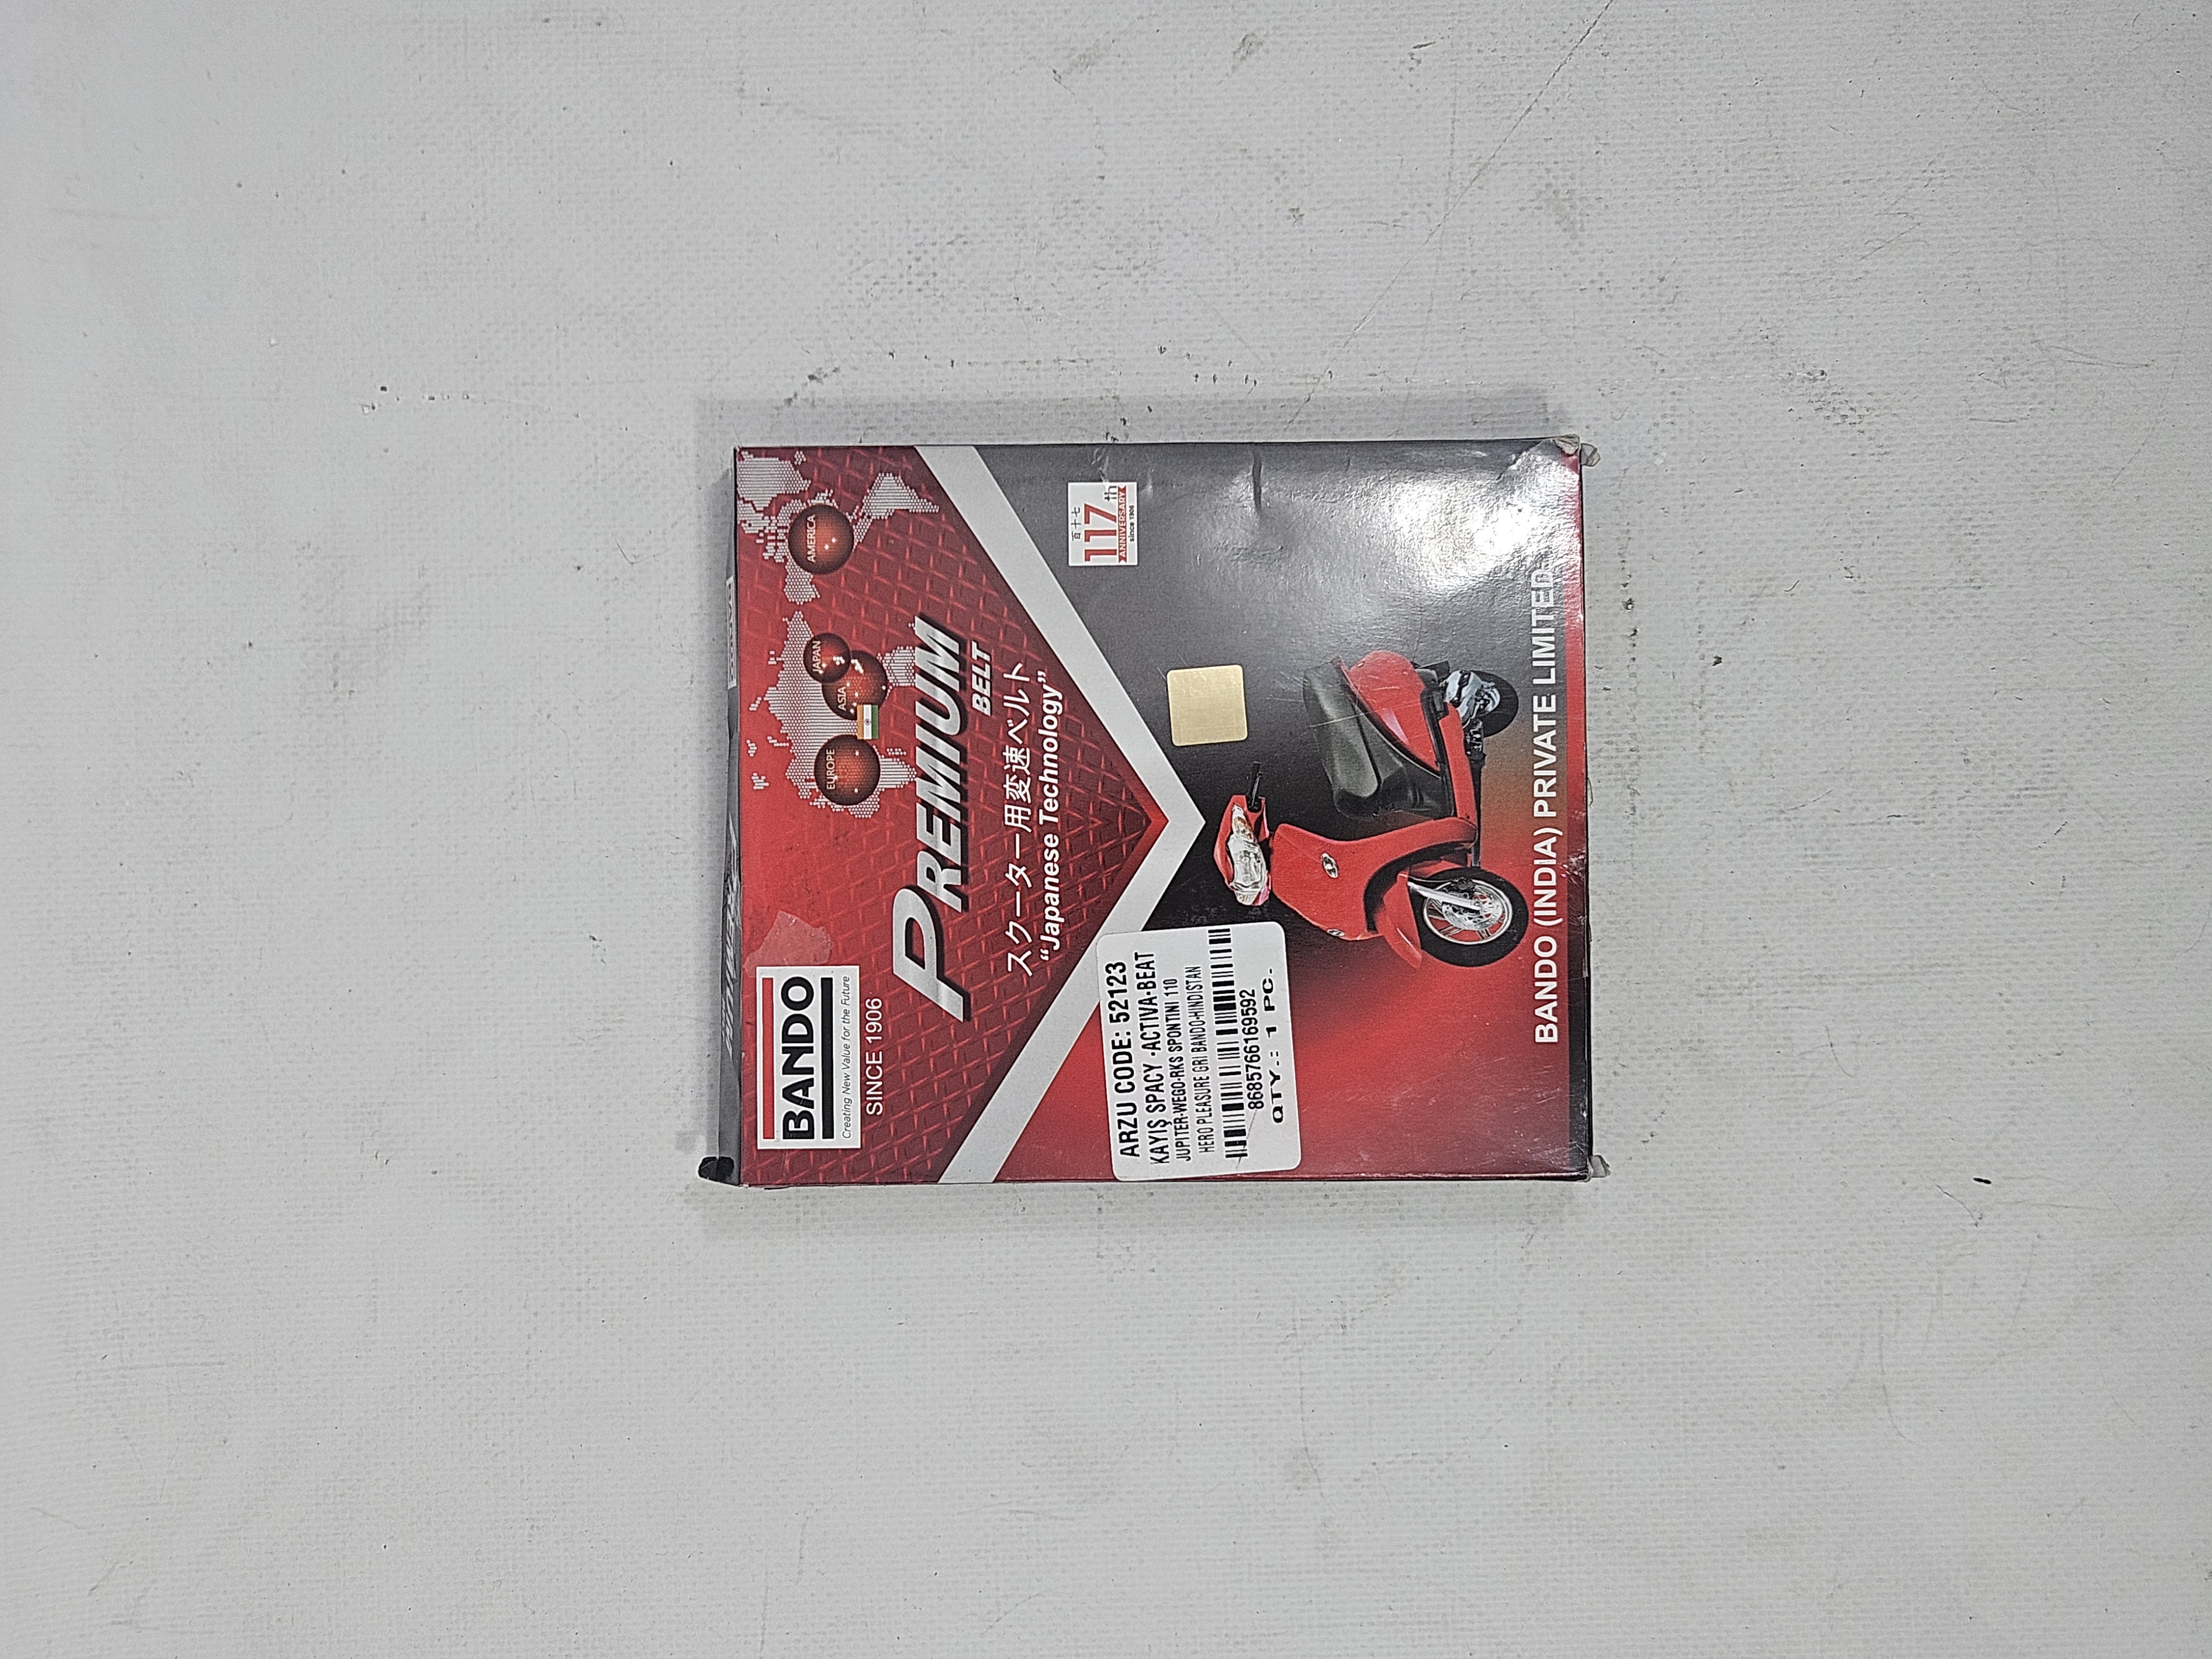 PREMIUM
BANDO
BANDO
Creating New Value for the Future
SINCE 1906
EUROPE
ASIA
JAPAN
AMERICA
PREMIUM
BELT
スクーター用変速ベルト
“Japanese Technology”
百十七
117th
ANNIVERSARY
since 1906
ARZU CODE: 52123
KAYIŞ SPACY -ACTIVA-BEAT
JUPITER-WEGO-RKS SPONTINI 110
HERO PLEASURE GRI BANDO-HINDISTAN
8685766169592
QTY.: 1 PC.
BANDO (INDIA) PRIVATE LIMITED